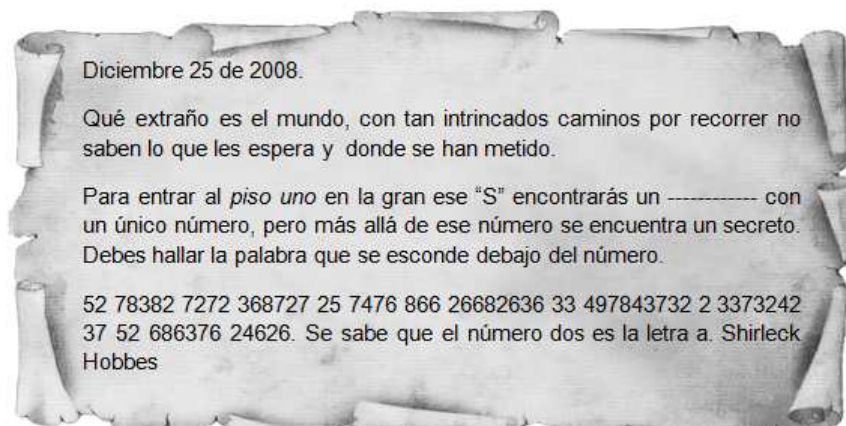 Diciembre 25 de 2008.
Qué extraño es el mundo, con tan intrincados caminos por recorrer no
saben lo que les espera y donde se han metido.
Para entrar al piso uno en la gran ese “S” encontrarás un ------------ con
un único número, pero más allá de ese número se encuentra un secreto.
Debes hallar la palabra que se esconde debajo del número.
52 78382 7272 368727 25 7476 866 26682636 33 497843732 2 3373242
37 52 686376 24626. Se sabe que el número dos es la letra a. Shirleck
Hobbes